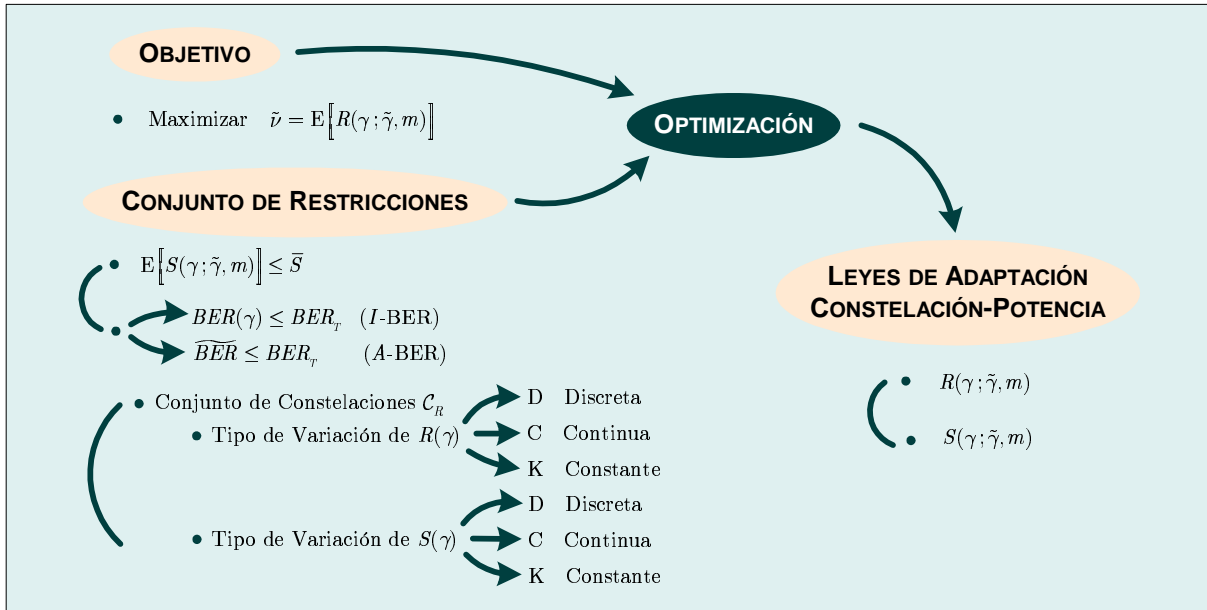 OBJETIVO
• Maximizar ν̃ = E⟦R(γ ; γ̃, m)⟧
OPTIMIZACIÓN
CONJUNTO DE RESTRICCIONES
• E⟦S(γ ; γ̃, m)⟧ ≤ S̅
• BER(γ) ≤ BER_T (I-BER)
B͠E͠R͠ ≤ BER_T (A-BER)
• Conjunto de Constelaciones 𝒞_R
• Tipo de Variación de R(γ)
D Discreta
C Continua
K Constante
• Tipo de Variación de S(γ)
D Discreta
C Continua
K Constante
LEYES DE ADAPTACIÓN
CONSTELACIÓN-POTENCIA
• R(γ ; γ̃, m)
• S(γ ; γ̃, m)